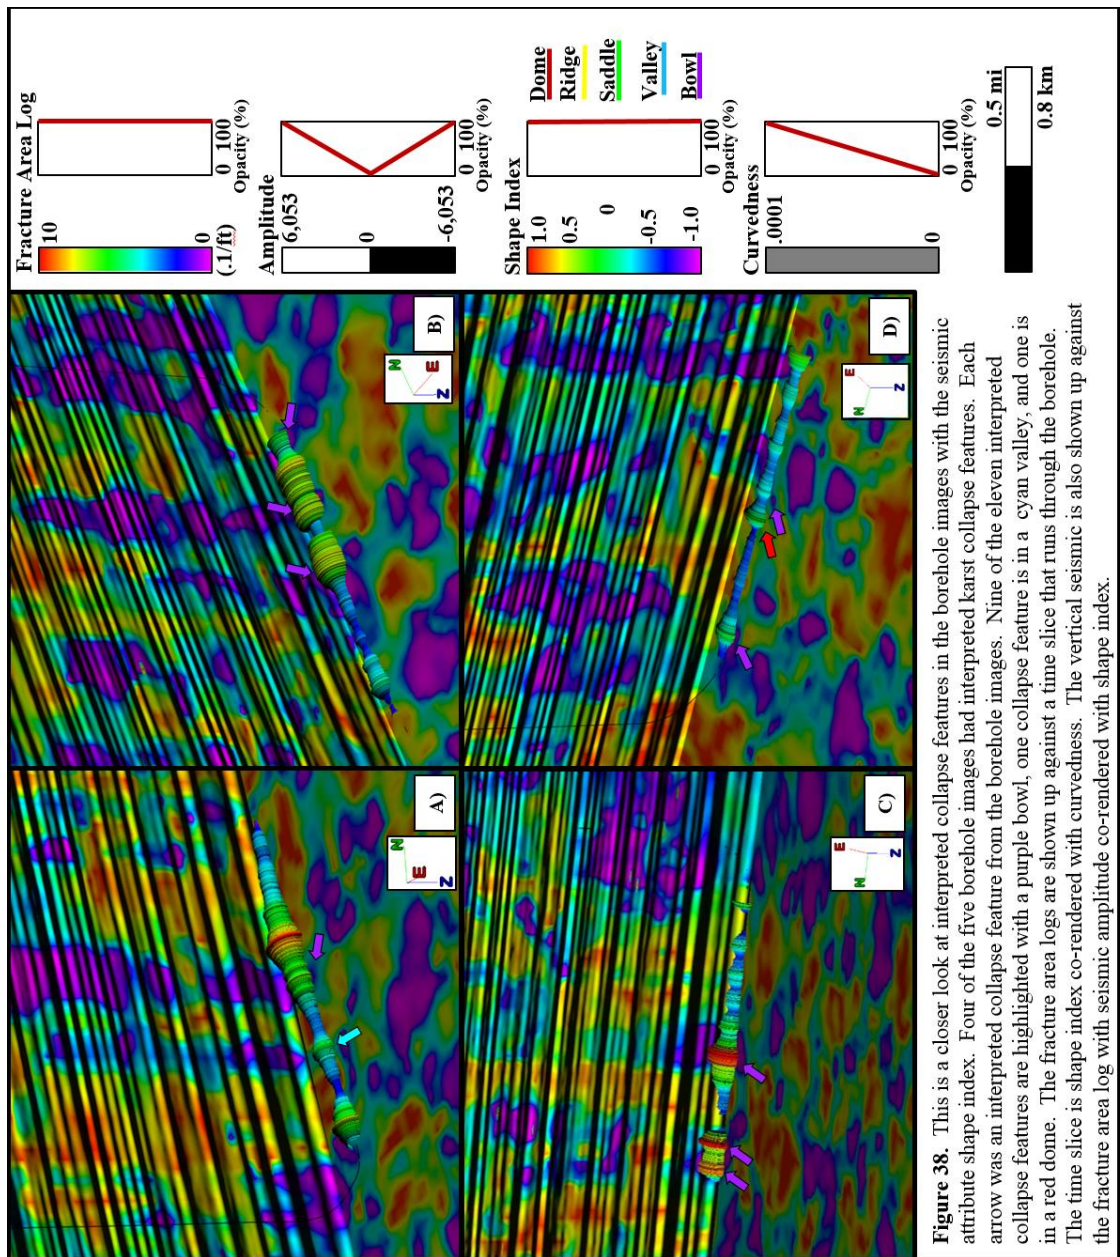 A)
N
E
Z
B)
N
E
Z
C)
N
E
Z
D)
N
E
Z
Fracture Area Log
10
0
(.1/ft)
0 100
Opacity (%)
Amplitude
6,053
0
-6,053
0 100
Opacity (%)
Shape Index
1.0
0.5
0
-0.5
-1.0
0 100
Opacity (%)
Dome
Ridge
Saddle
Valley
Bowl
Curvedness
.0001
0
0 100
Opacity (%)
0.5 mi
0.8 km
Figure 38. This is a closer look at interpreted collapse features in the borehole images with the seismic
attribute shape index. Four of the five borehole images had interpreted karst collapse features. Each
arrow was an interpreted collapse feature from the borehole images. Nine of the eleven interpreted
collapse features are highlighted with a purple bowl, one collapse feature is in a cyan valley, and one is
in a red dome. The fracture area logs are shown up against a time slice that runs through the borehole.
The time slice is shape index co-rendered with curvedness. The vertical seismic is also shown up against
the fracture area log with seismic amplitude co-rendered with shape index.